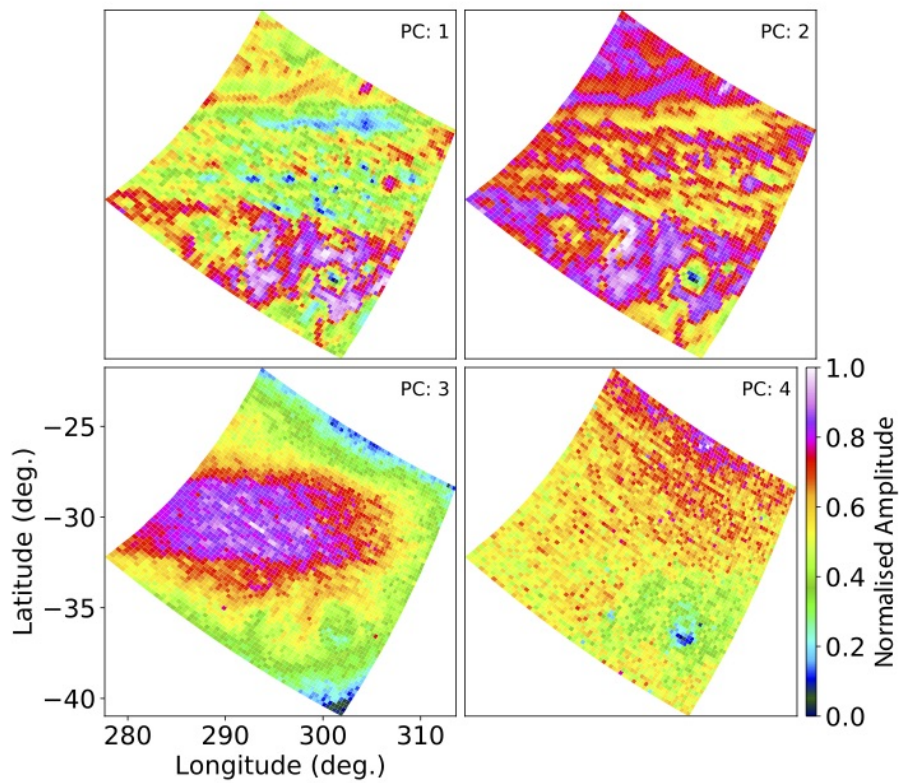 PC: 1
PC: 2
PC: 3
PC: 4
−25
−30
−35
−40
Latitude (deg.)
280
290
300
310
Longitude (deg.)
1.0
0.8
0.6
0.4
0.2
0.0
Normalised Amplitude